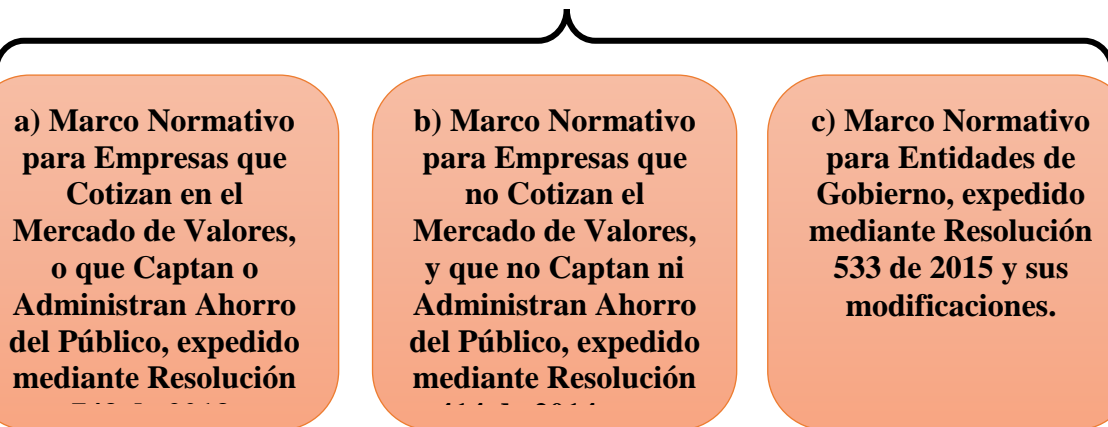 a) Marco Normativo
para Empresas que
Cotizan en el
Mercado de Valores,
o que Captan o
Administran Ahorro
del Público, expedido
mediante Resolución
b) Marco Normativo
para Empresas que
no Cotizan el
Mercado de Valores,
y que no Captan ni
Administran Ahorro
del Público, expedido
mediante Resolución
c) Marco Normativo
para Entidades de
Gobierno, expedido
mediante Resolución
533 de 2015 y sus
modificaciones.